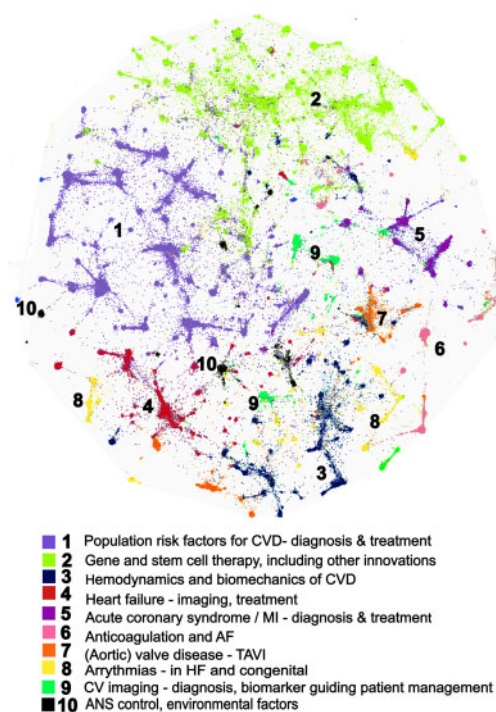 2
1
5
9
10
7
6
10
8
4
9
8
3
1 Population risk factors for CVD- diagnosis & treatment
2 Gene and stem cell therapy, including other innovations
3 Hemodynamics and biomechanics of CVD
4 Heart failure - imaging, treatment
5 Acute coronary syndrome / MI - diagnosis & treatment
6 Anticoagulation and AF
7 (Aortic) valve disease - TAVI
8 Arrythmias - in HF and congenital
9 CV imaging - diagnosis, biomarker guiding patient management
10 ANS control, environmental factors